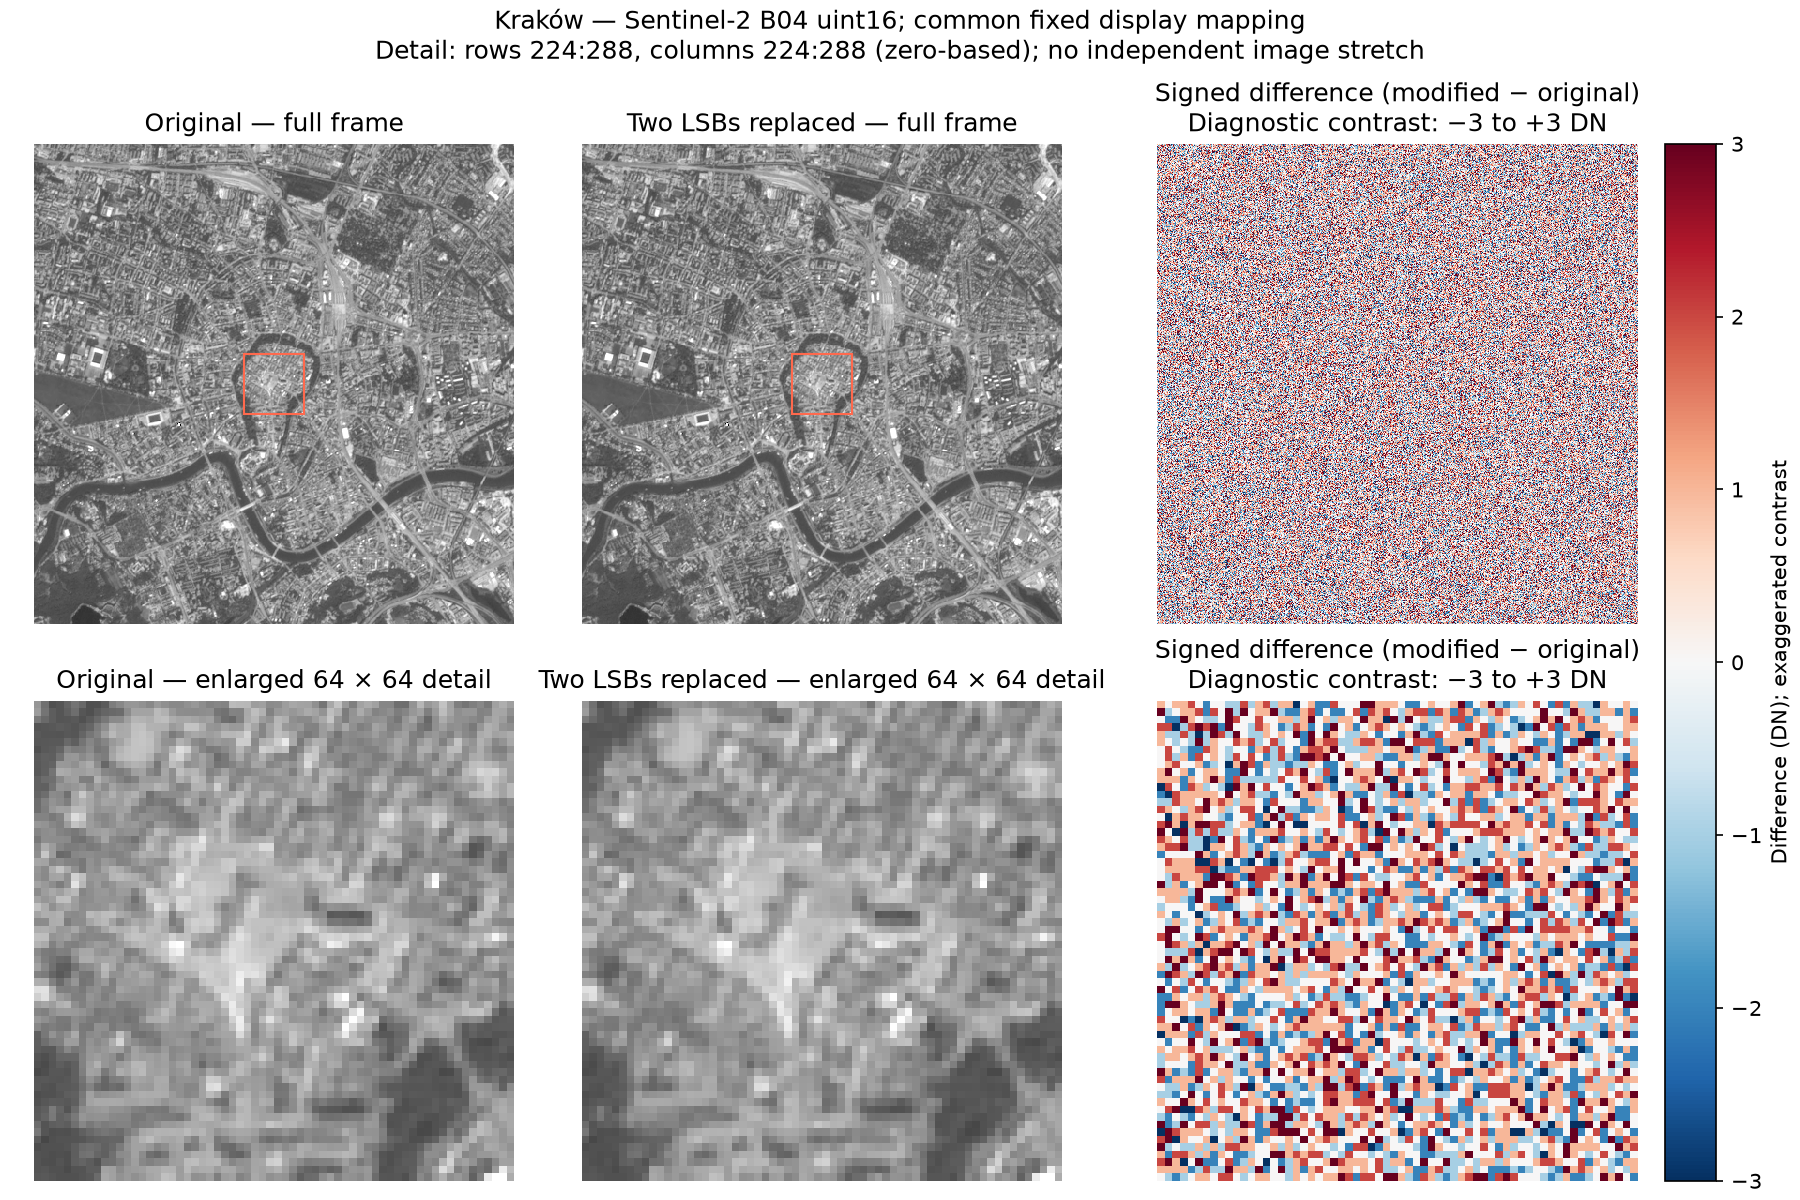 Kraków — Sentinel-2 B04 uint16; common fixed display mapping
Detail: rows 224:288, columns 224:288 (zero-based); no independent image stretch
Original — full frame
Two LSBs replaced — full frame
Signed difference (modified − original)
Diagnostic contrast: −3 to +3 DN
Original — enlarged 64 × 64 detail
Two LSBs replaced — enlarged 64 × 64 detail
Signed difference (modified − original)
Diagnostic contrast: −3 to +3 DN
3
2
1
0
−1
−2
−3
Difference (DN); exaggerated contrast